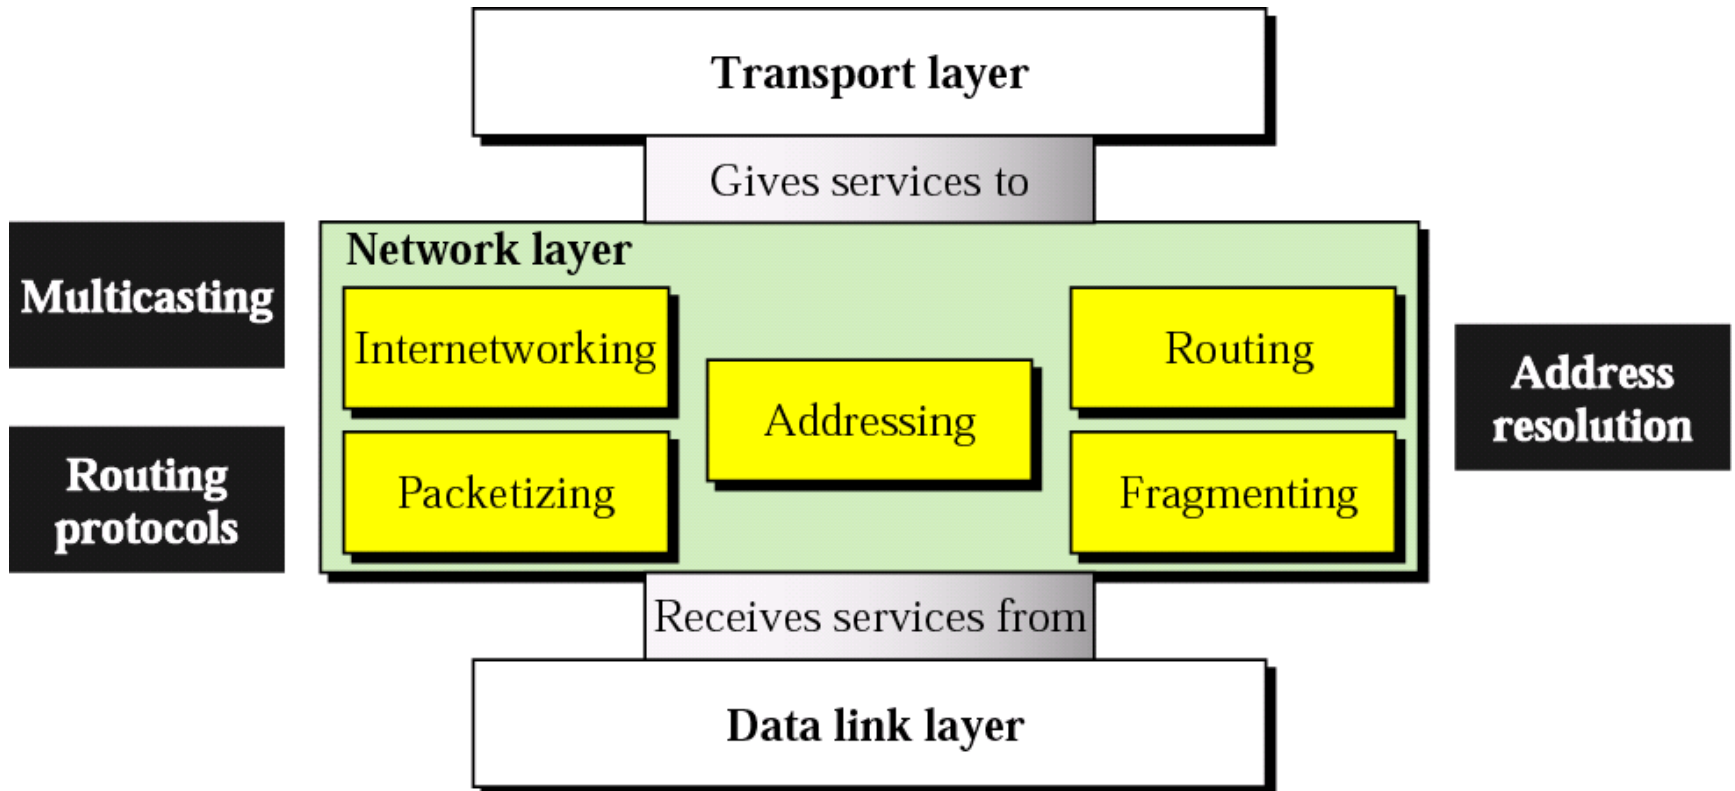 Transport layer
Gives services to
Network layer
Multicasting
Internetworking
Routing
Addressing
Address
resolution
Routing
protocols
Packetizing
Fragmenting
Receives services from
Data link layer